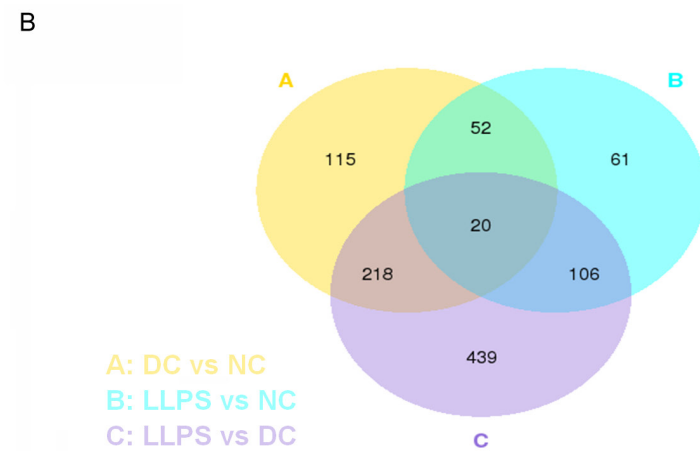 B
A
B
52
115
61
20
218
106
439
A: DC vs NC
B: LLPS vs NC
C: LLPS vs DC
C